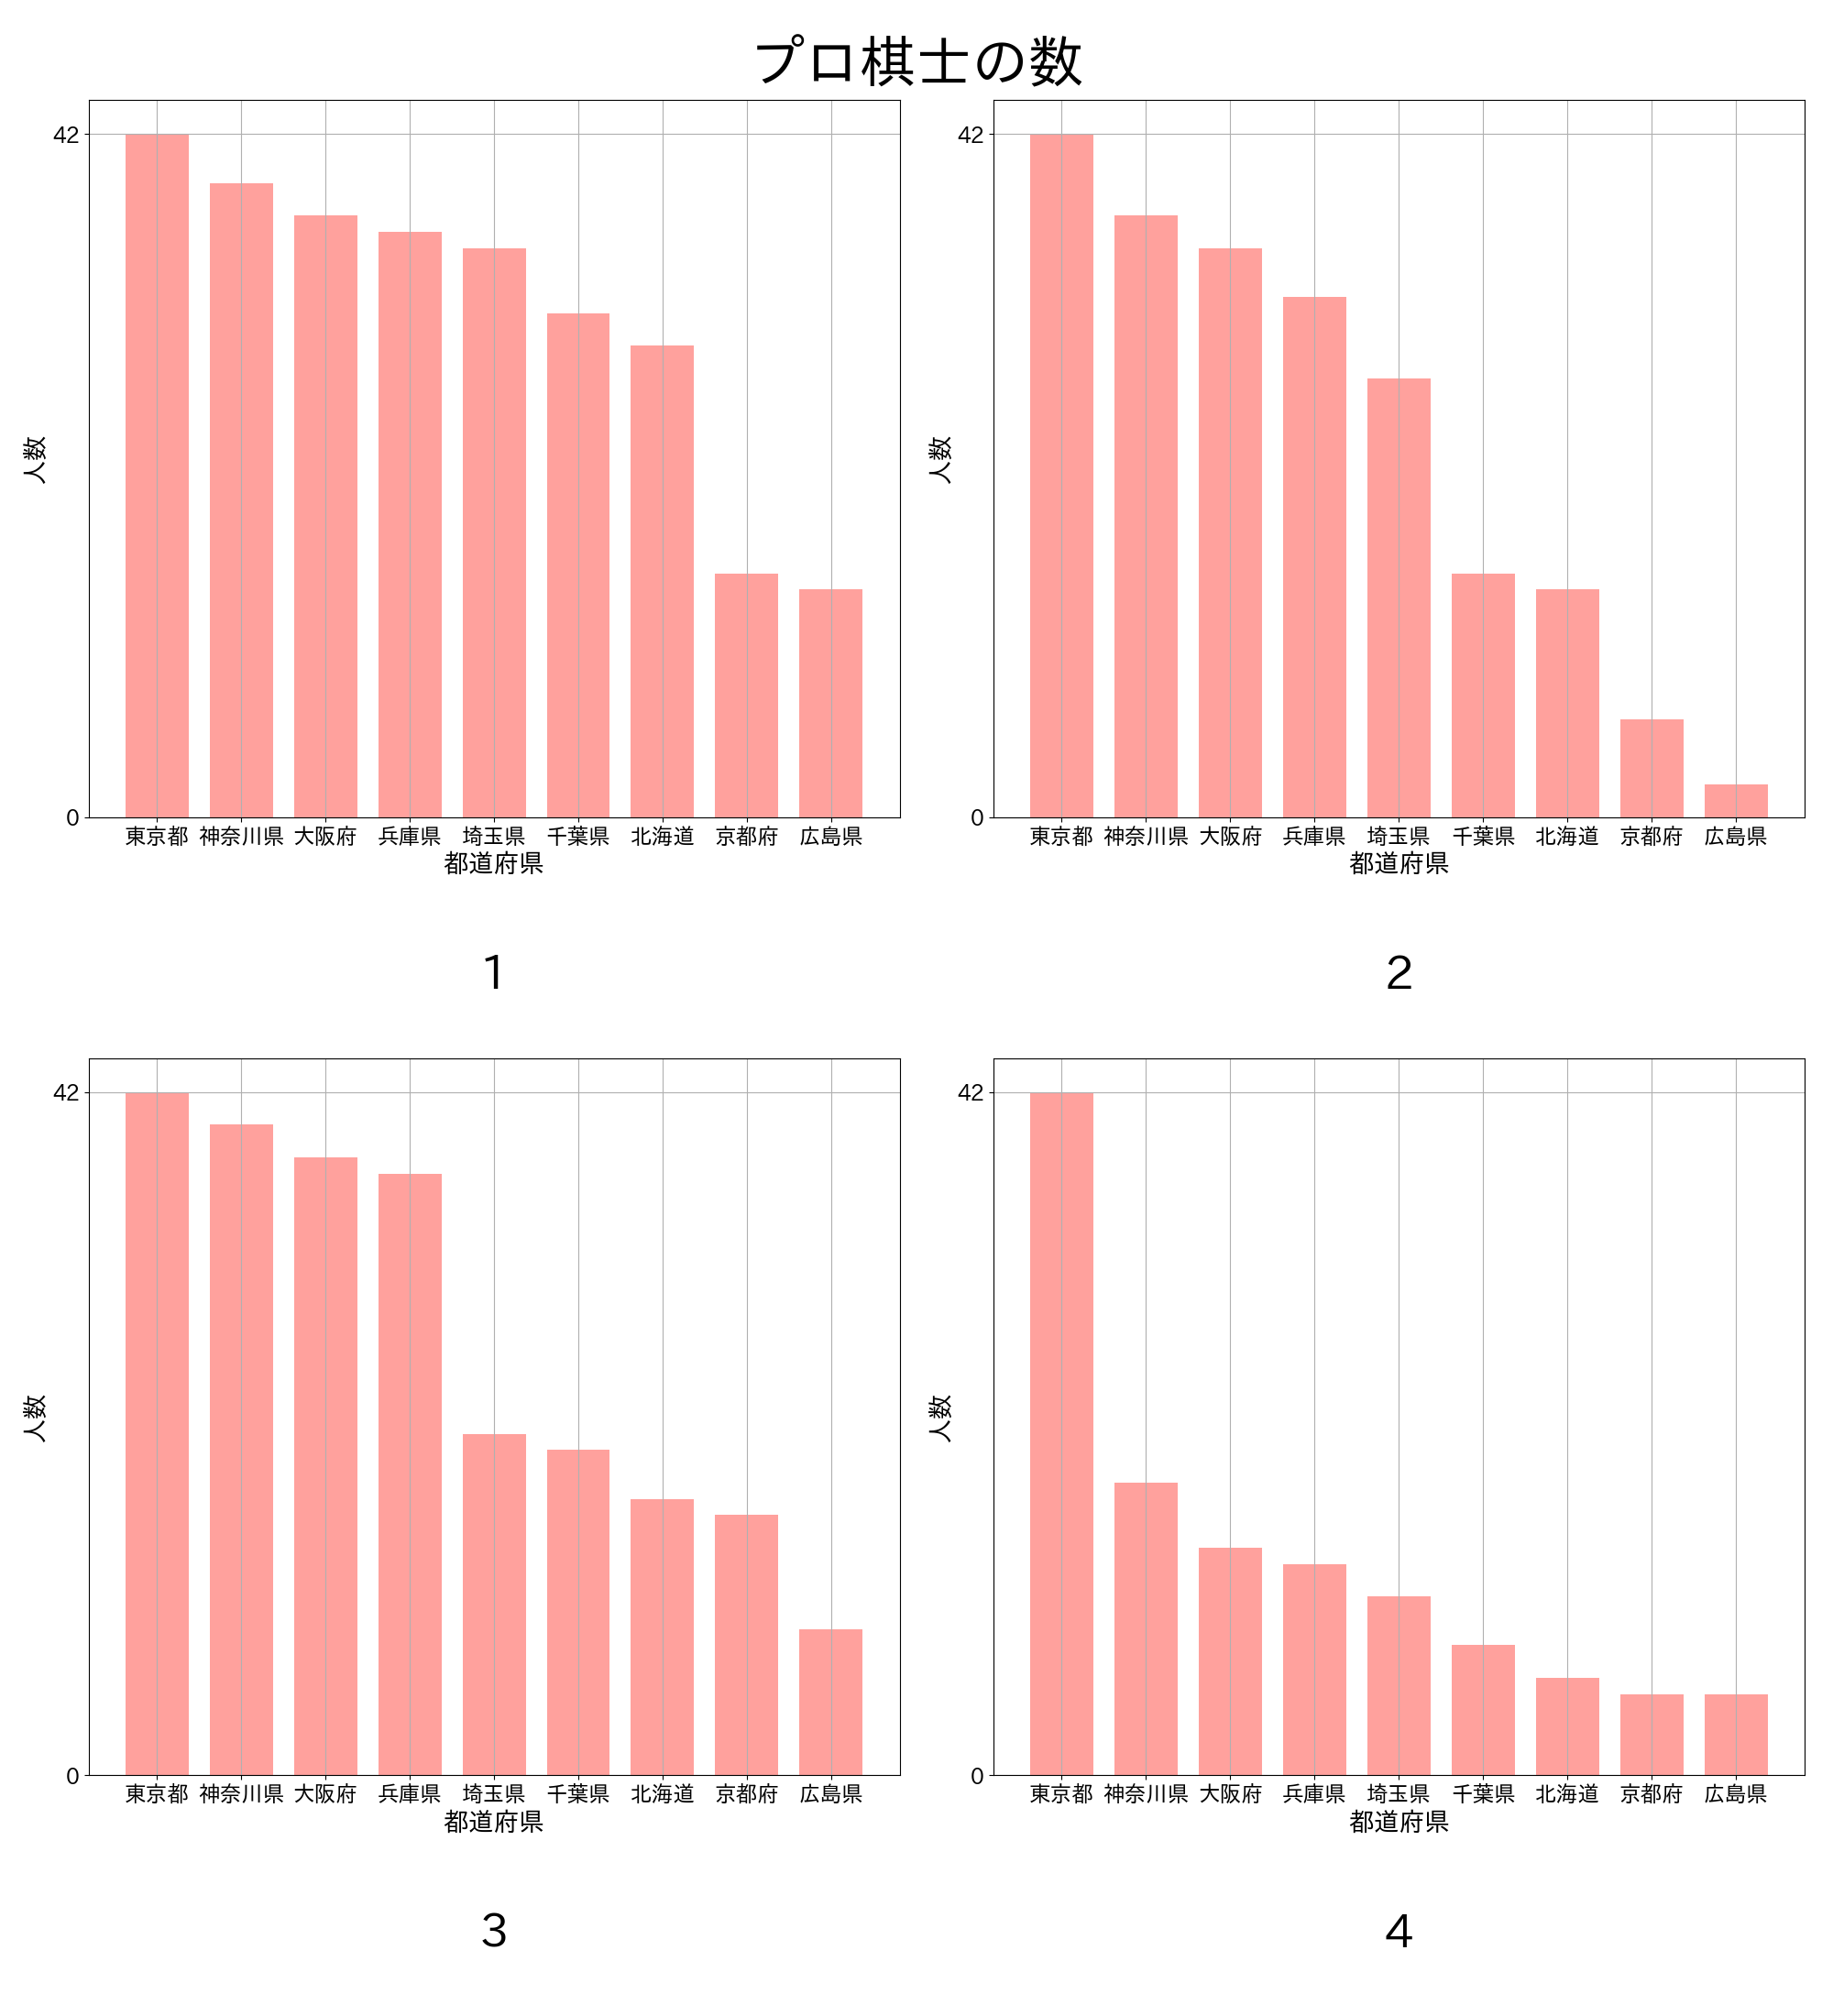 プロ棋士の数
42
0
人数
東京都 神奈川県 大阪府 兵庫県 埼玉県 千葉県 北海道 京都府 広島県
都道府県
1
42
0
人数
東京都 神奈川県 大阪府 兵庫県 埼玉県 千葉県 北海道 京都府 広島県
都道府県
2
42
0
人数
東京都 神奈川県 大阪府 兵庫県 埼玉県 千葉県 北海道 京都府 広島県
都道府県
3
42
0
人数
東京都 神奈川県 大阪府 兵庫県 埼玉県 千葉県 北海道 京都府 広島県
都道府県
4